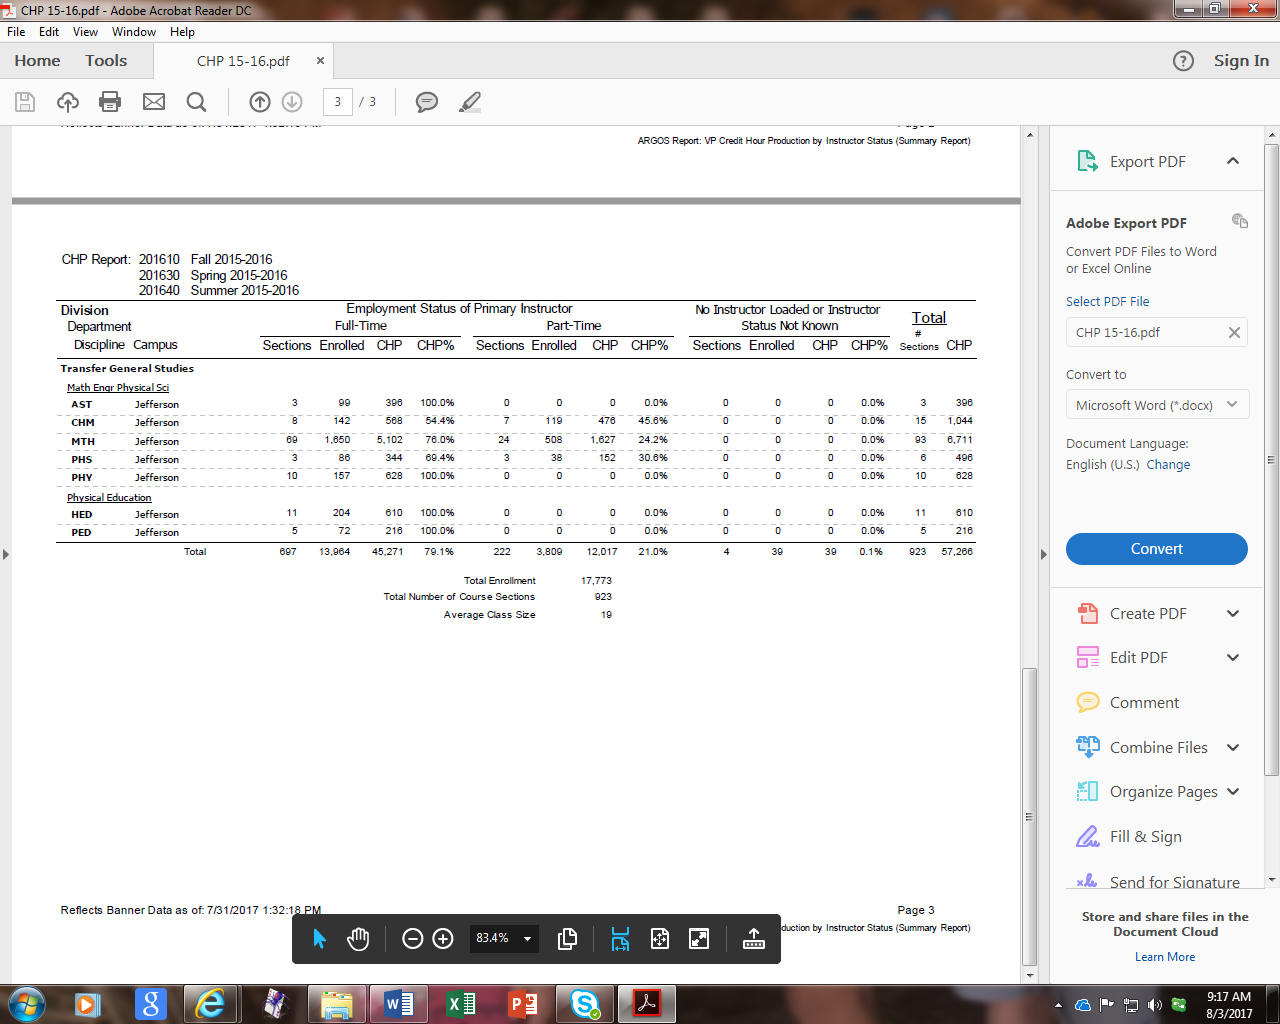 CHP 15-16.pdf - Adobe Acrobat Reader DC
File Edit View Window Help
Home Tools CHP 15-16.pdf × Sign In
3 / 3
ARGOS Report: VP Credit Hour Production by Instructor Status (Summary Report)
CHP Report: 201610 Fall 2015-2016
201630 Spring 2015-2016
201640 Summer 2015-2016
Division Employment Status of Primary Instructor No Instructor Loaded or Instructor Total
Department Full-Time Part-Time Status Not Known #
Discipline Campus Sections Enrolled CHP CHP% Sections Enrolled CHP CHP% Sections Enrolled CHP CHP% Sections CHP
Transfer General Studies
Math Engr Physical Sci
AST Jefferson 3 99 396 100.0% 0 0 0 0.0% 0 0 0 0.0% 3 396
CHM Jefferson 8 142 568 54.4% 7 119 476 45.6% 0 0 0 0.0% 15 1,044
MTH Jefferson 69 1,650 5,102 76.0% 24 508 1,627 24.2% 0 0 0 0.0% 93 6,711
PHS Jefferson 3 86 344 69.4% 3 38 152 30.6% 0 0 0 0.0% 6 496
PHY Jefferson 10 157 628 100.0% 0 0 0 0.0% 0 0 0 0.0% 10 628
Physical Education
HED Jefferson 11 204 610 100.0% 0 0 0 0.0% 0 0 0 0.0% 11 610
PED Jefferson 5 72 216 100.0% 0 0 0 0.0% 0 0 0 0.0% 5 216
Total 697 13,964 45,271 79.1% 222 3,809 12,017 21.0% 4 39 39 0.1% 923 57,266
Total Enrollment 17,773
Total Number of Course Sections 923
Average Class Size 19
Reflects Banner Data as of: 7/31/2017 1:32:18 PM Page 3
duction by Instructor Status (Summary Report)
83.4%
Export PDF
Adobe Export PDF
Convert PDF Files to Word
or Excel Online
Select PDF File
CHP 15-16.pdf
Convert to
Microsoft Word (*.docx)
Document Language:
English (U.S.) Change
Convert
Create PDF
Edit PDF
Comment
Combine Files
Organize Pages
Fill & Sign
Send for Signature
Store and share files in the
Document Cloud
Learn More
9:17 AM
8/3/2017